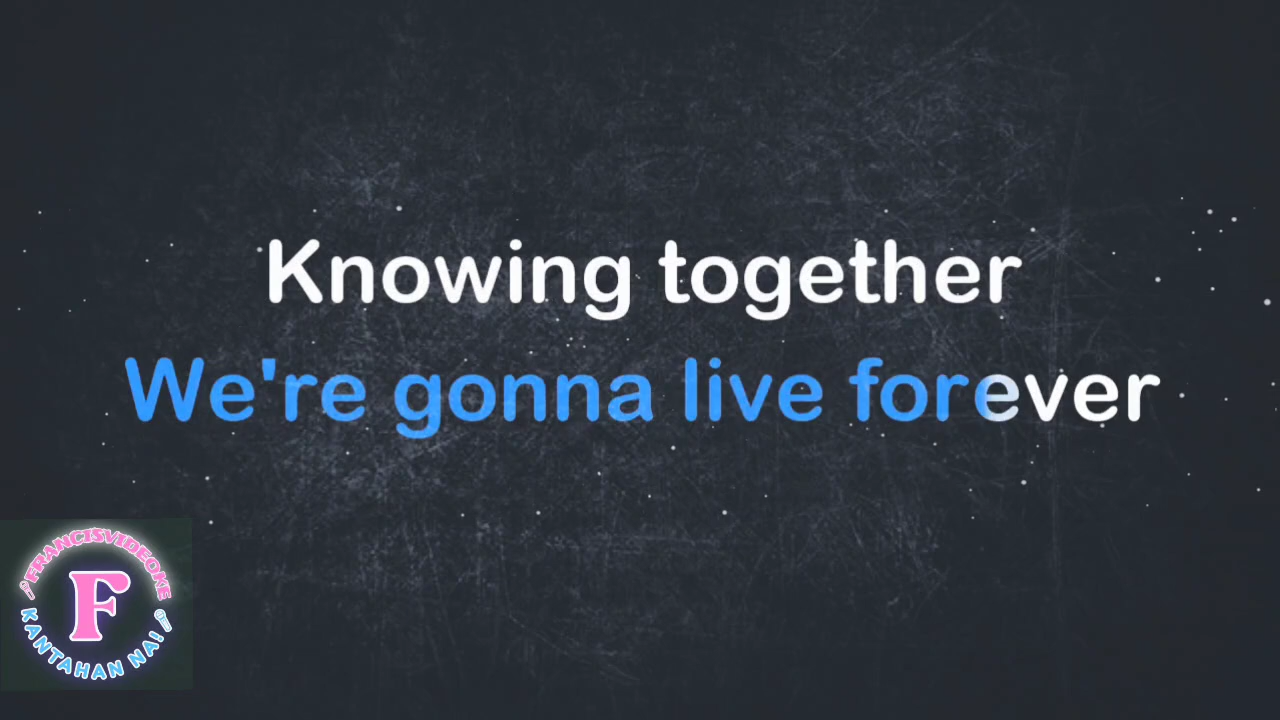 Knowing together
We're gonna live forever
FRANCISVIDEOKE
F
KANTAHAN NA!